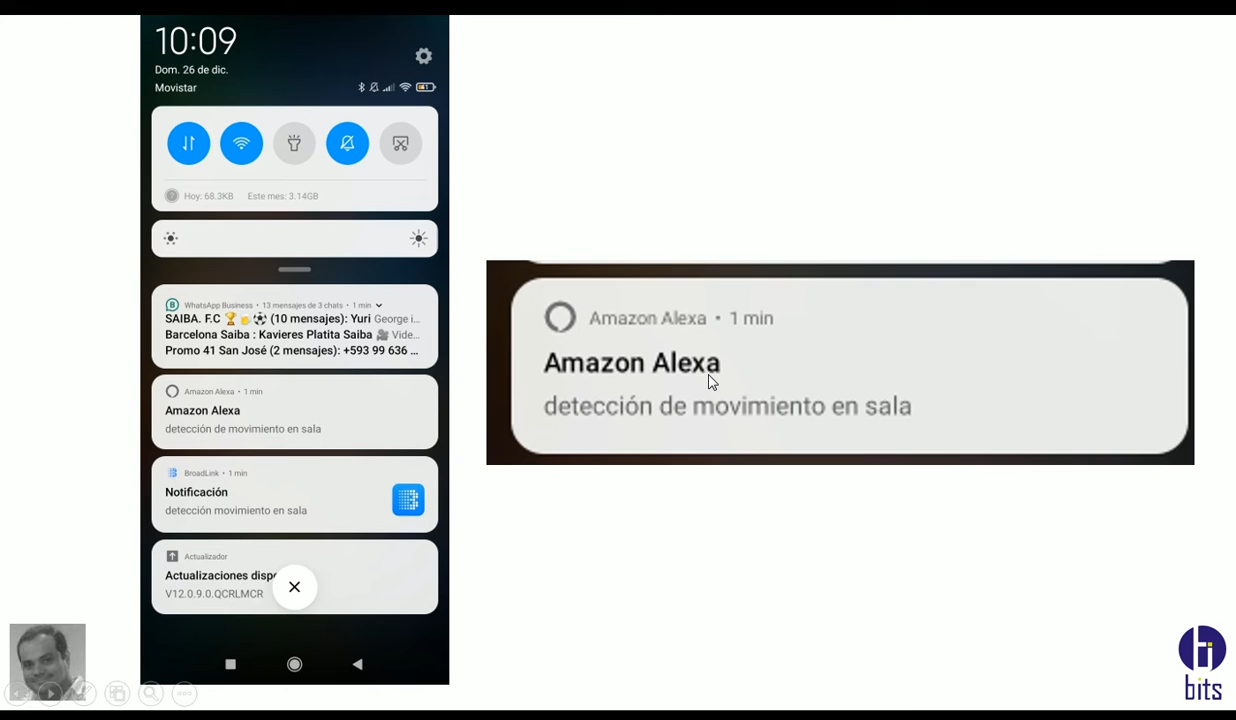 10:09
Dom. 26 de dic.
Movistar
Hoy: 68.3KB Este mes: 3.14GB
WhatsApp Business • 13 mensajes de 3 chats • 1 min
SAIBA. F.C 🏆👏⚽ (10 mensajes): Yuri George i...
Barcelona Saiba : Kavieres Platita Saiba 🎥 Vide...
Promo 41 San José (2 mensajes): +593 99 636 ...
Amazon Alexa • 1 min
Amazon Alexa
detección de movimiento en sala
BroadLink • 1 min
Notificación
detección movimiento en sala
Actualizador
Actualizaciones disp
V12.0.9.0.QCRLMCR
Amazon Alexa • 1 min
Amazon Alexa
detección de movimiento en sala
hi
bits